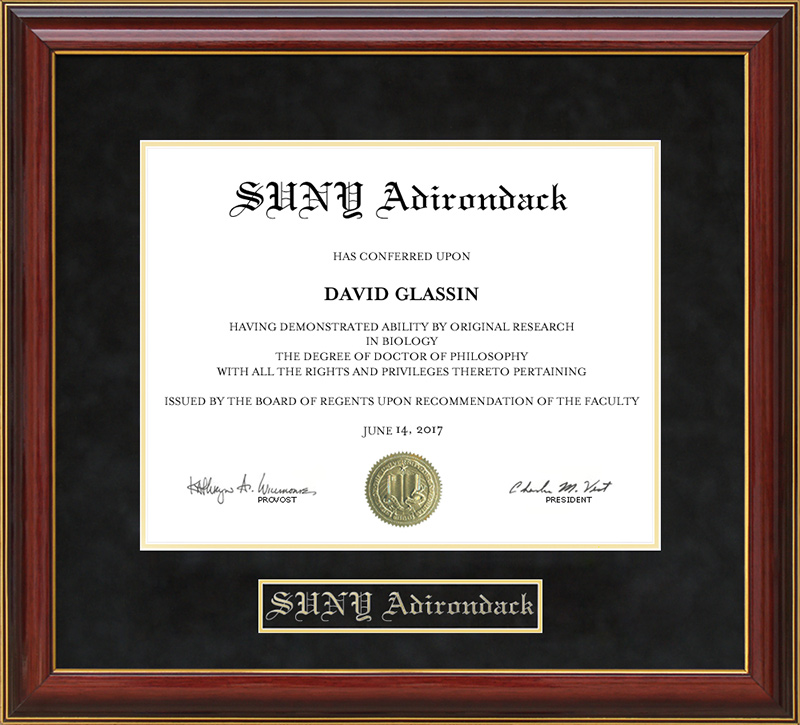 SUNY Adirondack
HAS CONFERRED UPON
DAVID GLASSIN
HAVING DEMONSTRATED ABILITY BY ORIGINAL RESEARCH
IN BIOLOGY
THE DEGREE OF DOCTOR OF PHILOSOPHY
WITH ALL THE RIGHTS AND PRIVILEGES THERETO PERTAINING
ISSUED BY THE BOARD OF REGENTS UPON RECOMMENDATION OF THE FACULTY
JUNE 14, 2017
PROVOST
Charles M. Vest
PRESIDENT
SUNY Adirondack